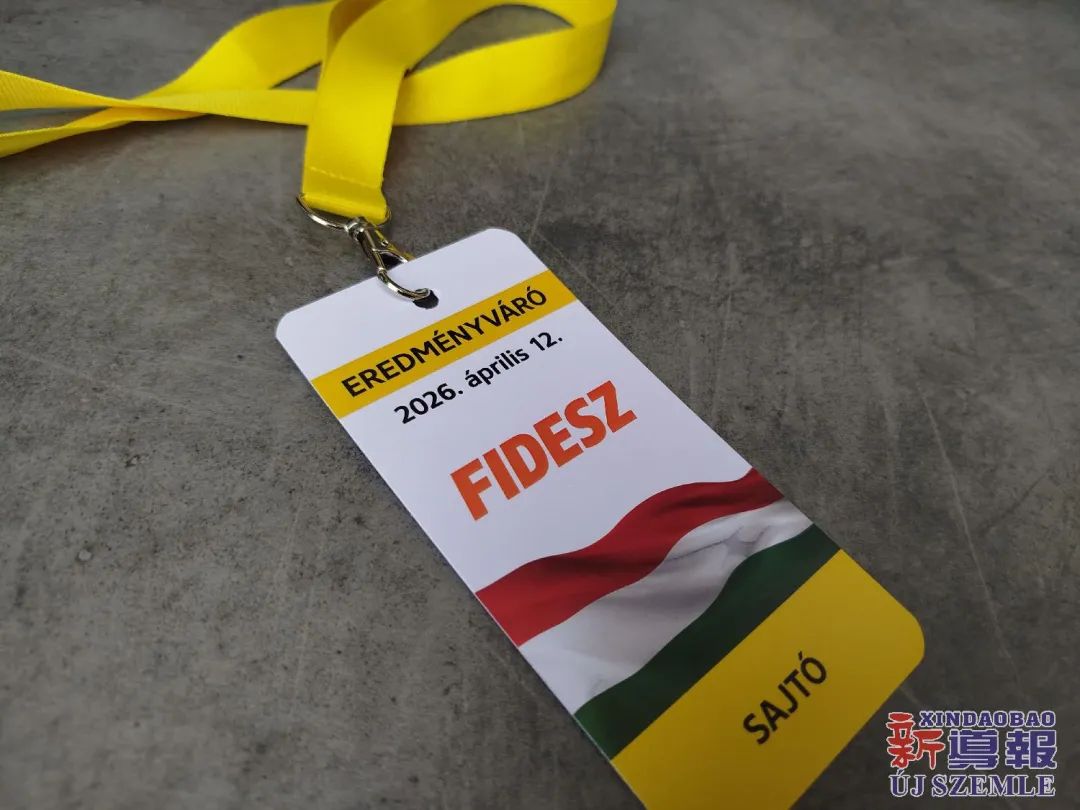 EREDMÉNYVÁRÓ
2026. április 12.
FIDESZ
SAJTÓ
XINDAOBAO
新導報
ÚJ SZEMLE